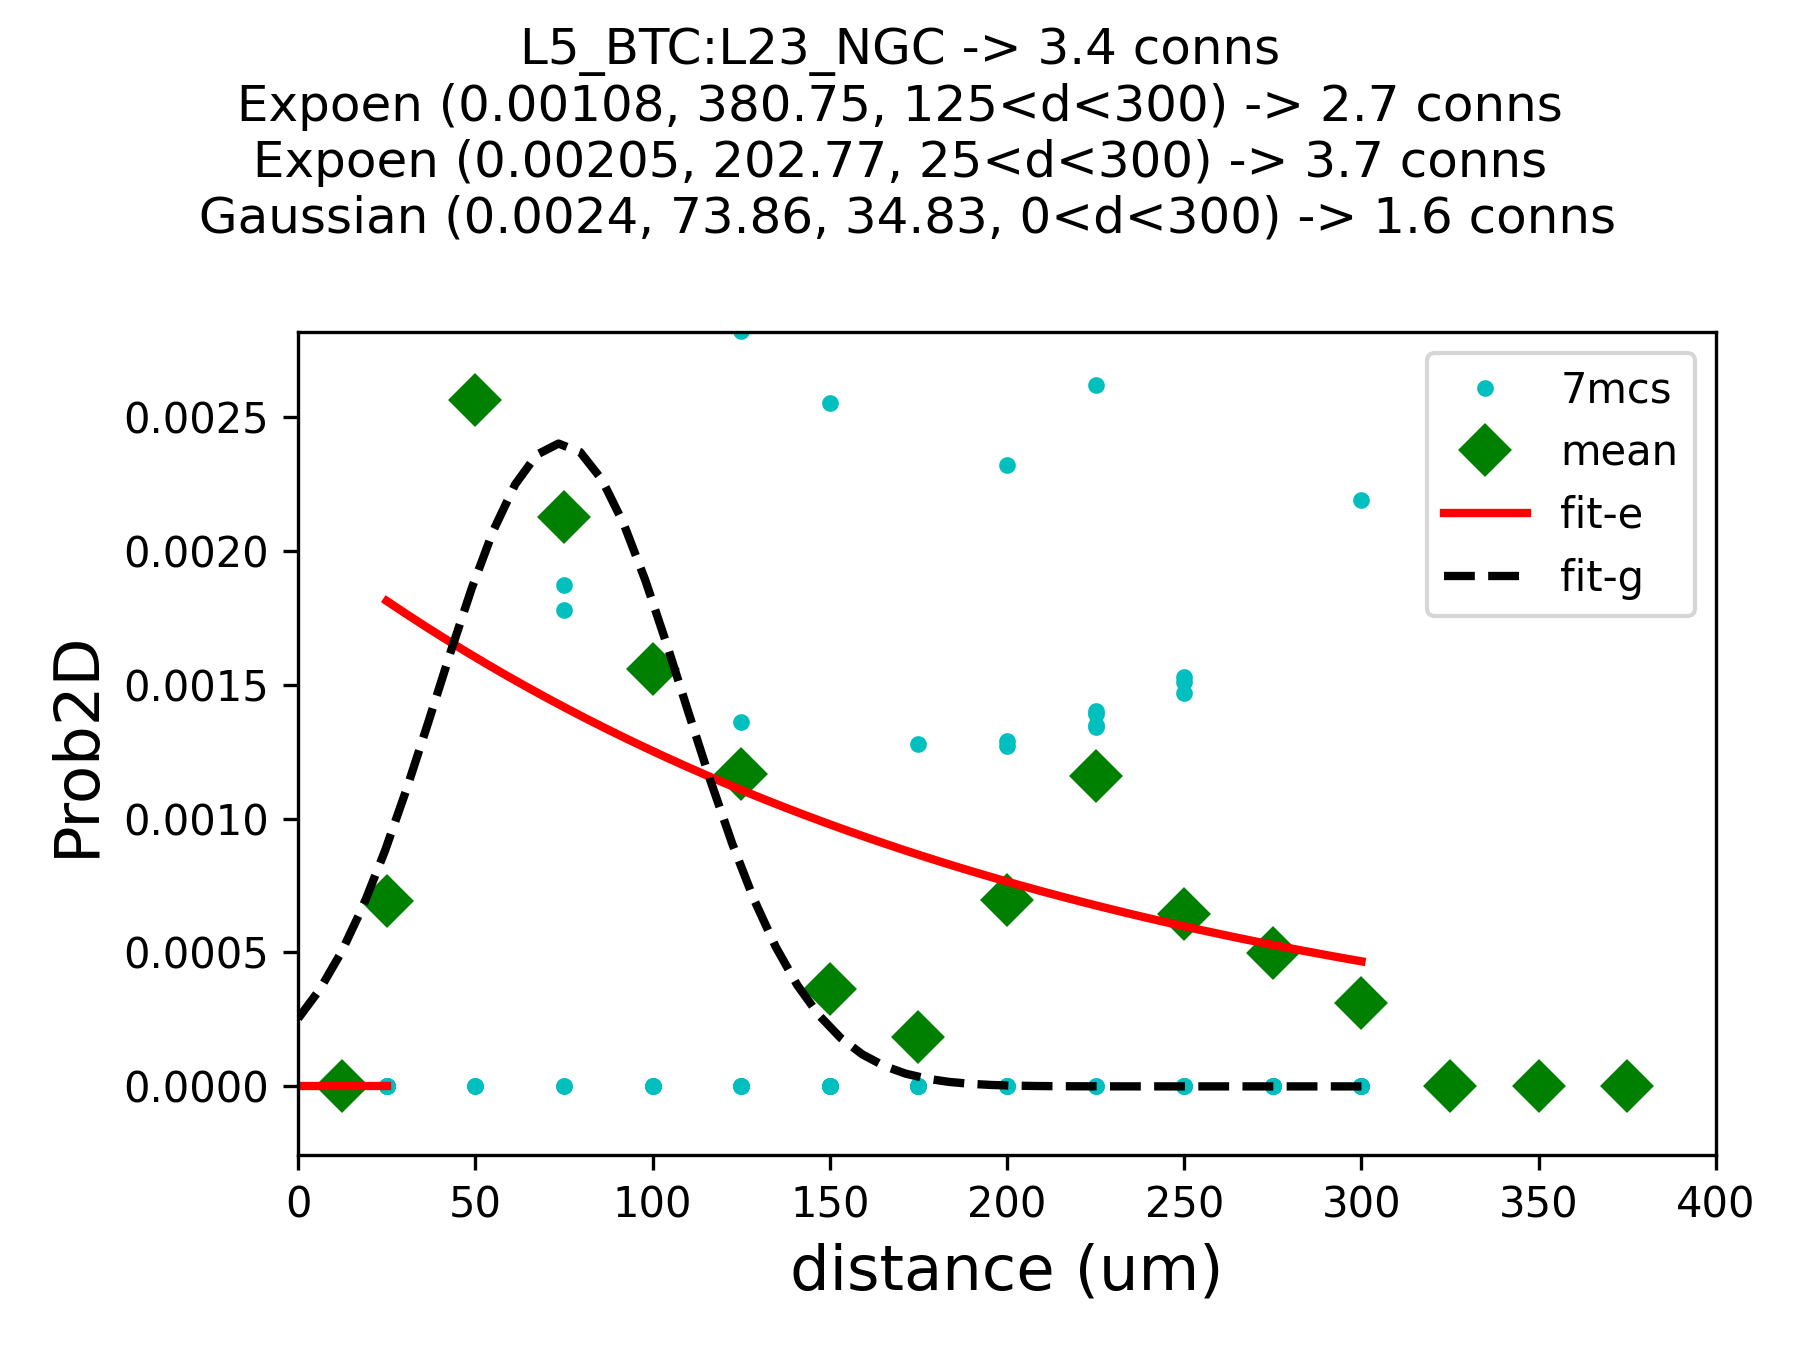 L5_BTC:L23_NGC -> 3.4 conns
Expoen (0.00108, 380.75, 125<d<300) -> 2.7 conns
Expoen (0.00205, 202.77, 25<d<300) -> 3.7 conns
Gaussian (0.0024, 73.86, 34.83, 0<d<300) -> 1.6 conns
7mcs
mean
fit-e
fit-g
Prob2D
0.0025
0.0020
0.0015
0.0010
0.0005
0.0000
0 50 100 150 200 250 300 350 400
distance (um)